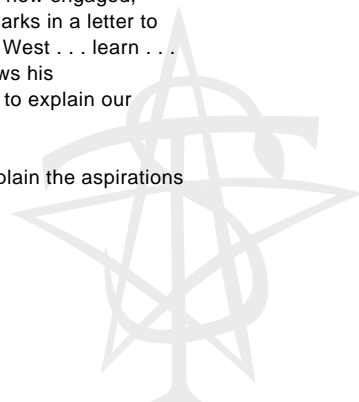 now engaged,
arks in a letter to
West . . . learn . . .
ws his
to explain our
plain the aspirations